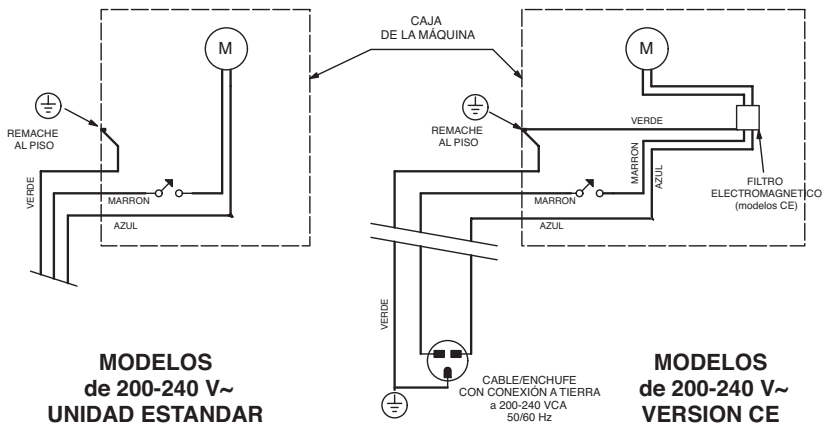 CAJA
DE LA MÁQUINA
M
REMACHE
AL PISO
VERDE
MARRON
AZUL
MODELOS
de 200-240 V~
UNIDAD ESTANDAR
M
REMACHE
AL PISO
VERDE
MARRON
AZUL
FILTRO
ELECTROMAGNETICO
(modelos CE)
MARRON
AZUL
VERDE
CABLE/ENCHUFE
CON CONEXIÓN A TIERRA
a 200-240 VCA
50/60 Hz
MODELOS
de 200-240 V~
VERSION CE